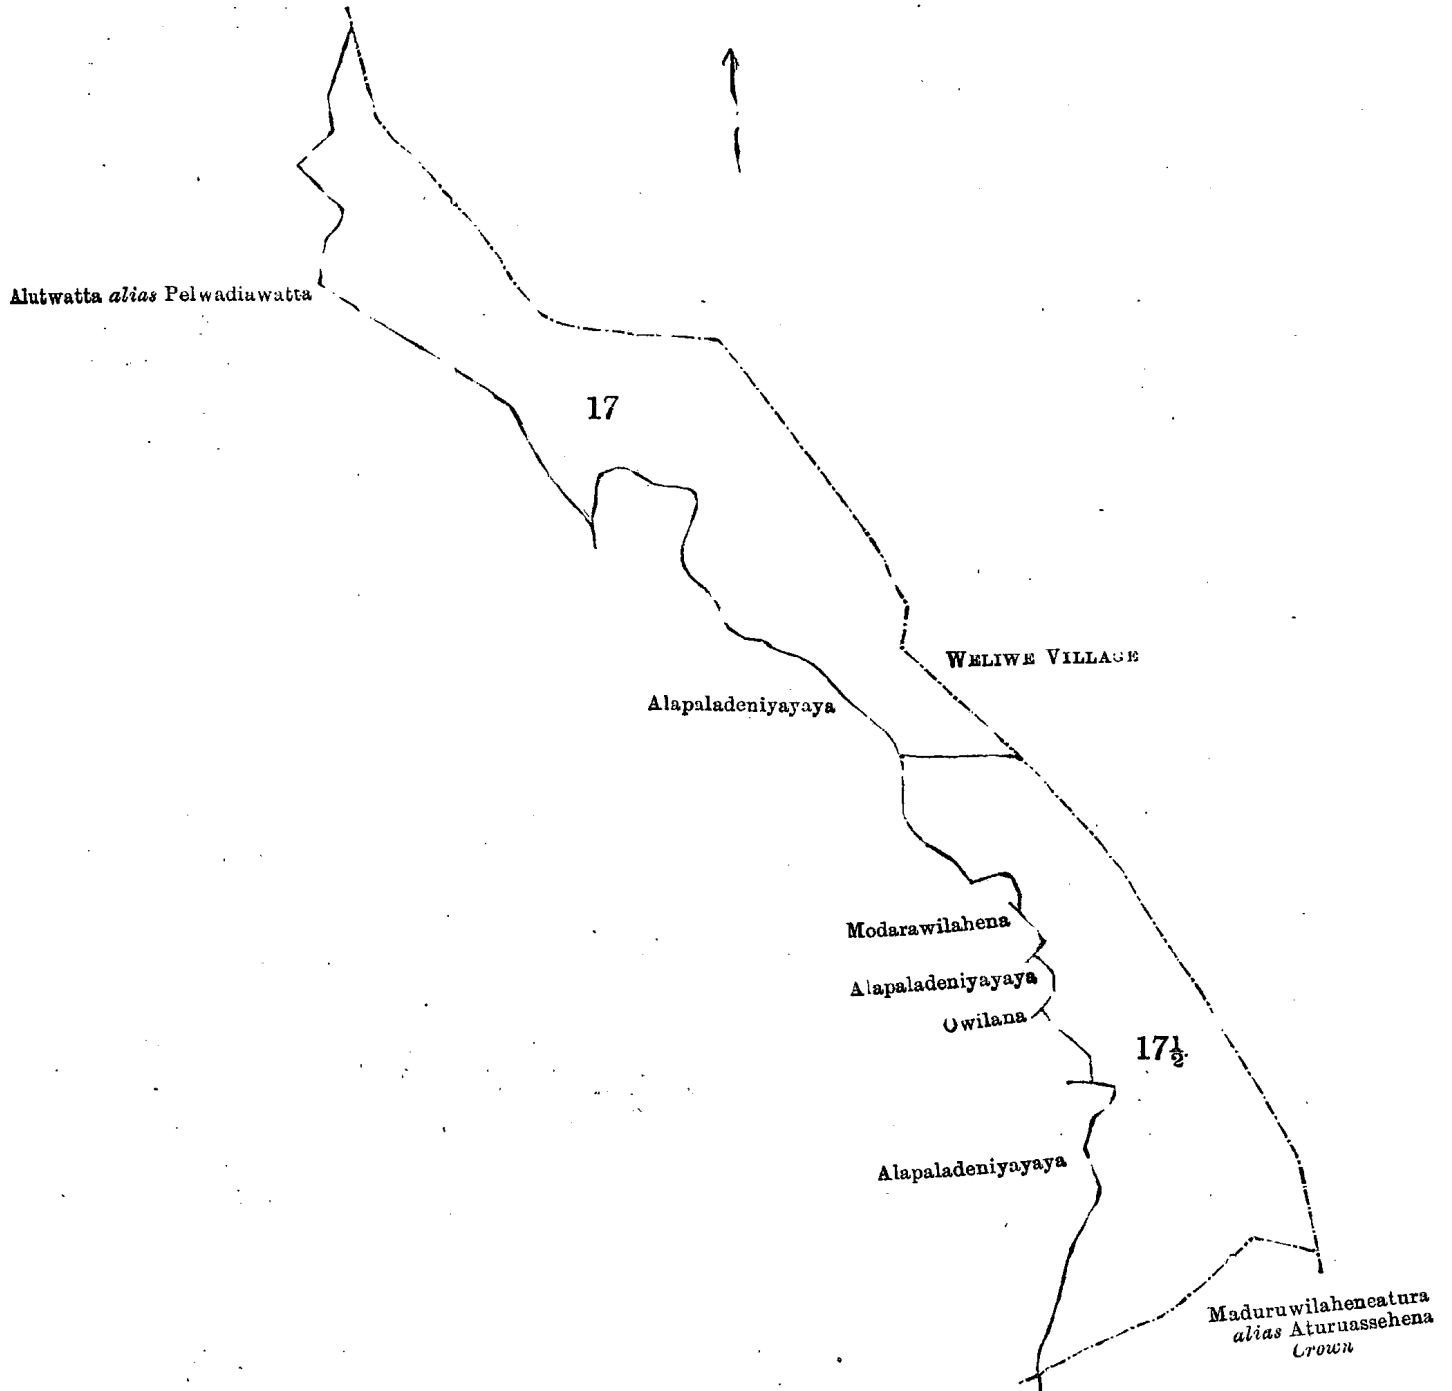 Alutwatta alias Pelwadiawatta
17
WELIWE VILLAGE
Alapaladeniyayaya
Modarawilahena
Alapaladeniyayaya
Owilana
17½
Alapaladeniyayaya
Maduruwilaheneatura
alias Aturuassehena
Crown